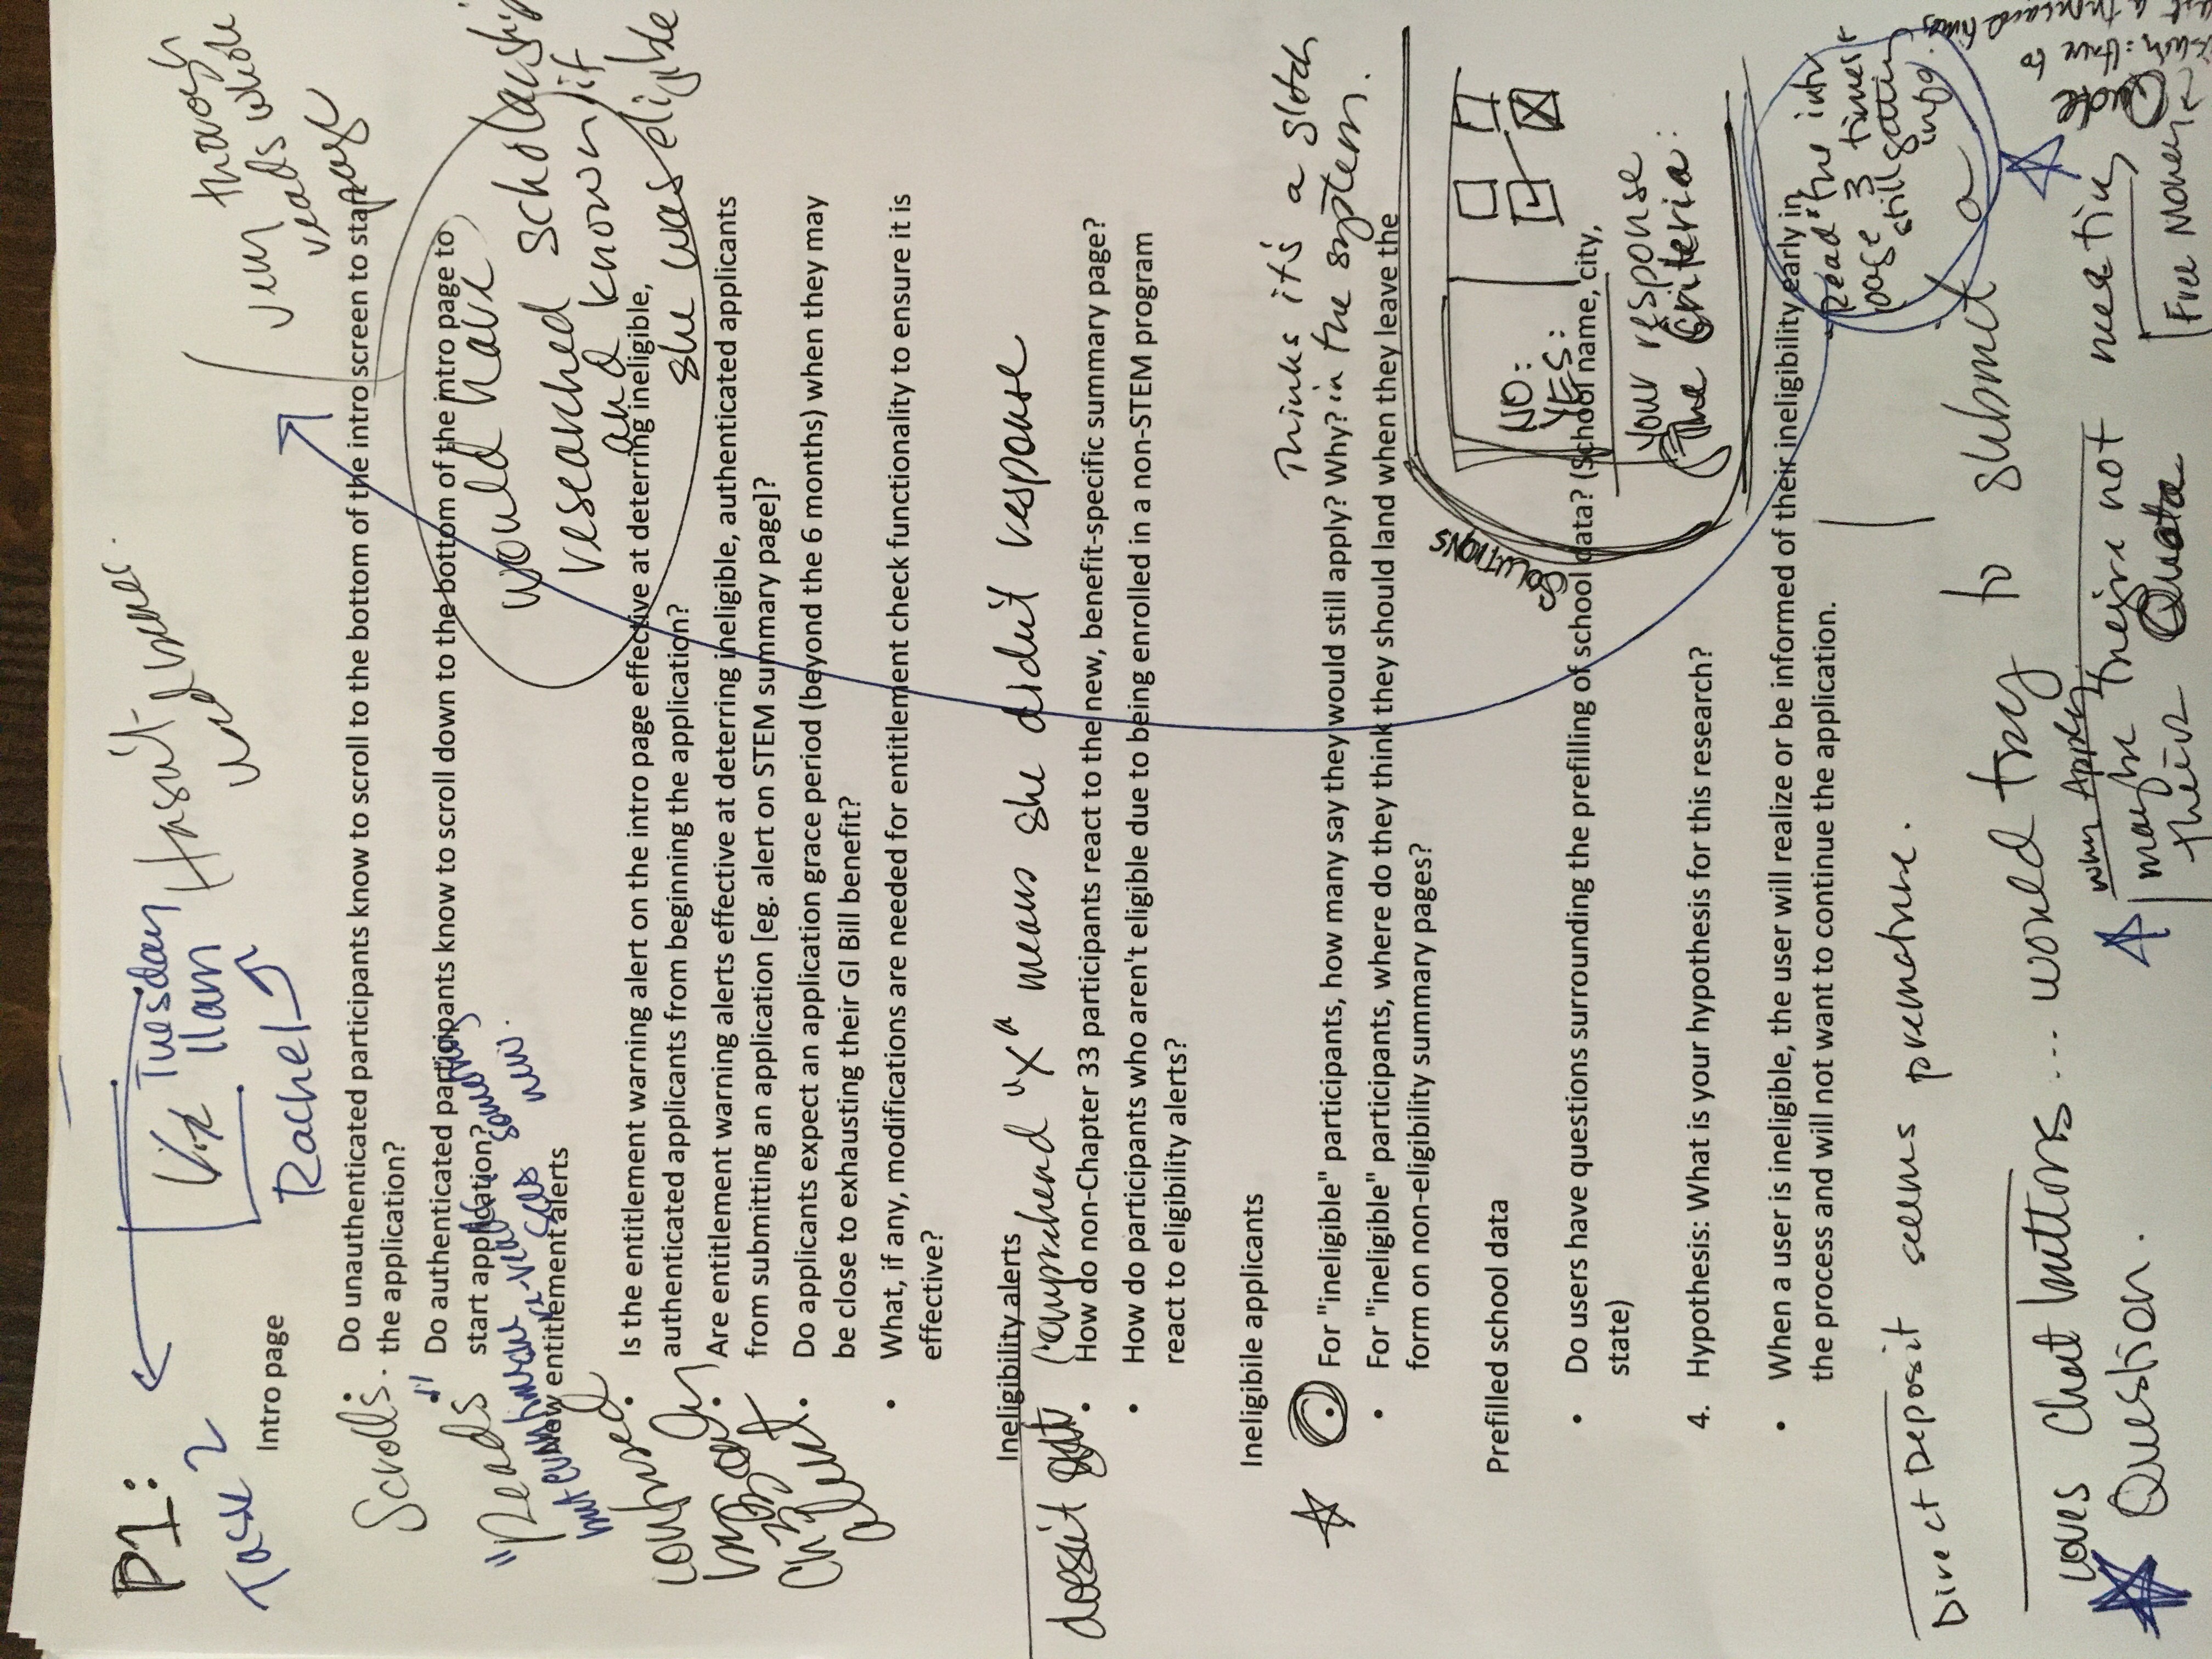 P1:
Task 2
Viz Tuesday
11am
Rachel
Hasn't
used
very thorough
reads whole
page
Intro page
Scrolls.
Do unauthenticated participants know to scroll to the bottom of the intro screen to start
the application?
Do authenticated participants know to scroll down to the bottom of the intro page to
start application?
"Reads"
sees something
new.
would have
researched scholarship
and known if
she was eligible
New entitlement alerts
confused
Is the entitlement warning alert on the intro page effective at deterring ineligible,
authenticated applicants from beginning the application?
Are entitlement warning alerts effective at deterring ineligible, authenticated applicants
from submitting an application [eg. alert on STEM summary page]?
Do applicants expect an application grace period (beyond the 6 months) when they may
be close to exhausting their GI Bill benefit?
• What, if any, modifications are needed for entitlement check functionality to ensure it is
effective?
Ineligibility alerts
doesn't comprehend "X" means she didn't response
• How do non-Chapter 33 participants react to the new, benefit-specific summary page?
• How do participants who aren't eligible due to being enrolled in a non-STEM program
react to eligibility alerts?
Ineligibile applicants
Thinks it's a glitch
in the system.
For "ineligible" participants, how many say they would still apply? Why?
• For "ineligible" participants, where do they think they should land when they leave the
form on non-eligibility summary pages?
SOLUTIONS
NO:
YES:
Your response
The Criteria:
Prefilled school data
• Do users have questions surrounding the prefilling of school data? (School name, city,
state)
4. Hypothesis: What is your hypothesis for this research?
• When a user is ineligible, the user will realize or be informed of their ineligibility early in
the process and will not want to continue the application.
Read the intro
page 3 times
still getting
info.
Direct Deposit seems premature.
Loves Chat buttons... would try to submit a
Question.
why apply?
maybe they're not meeting
their Quota
Free Money